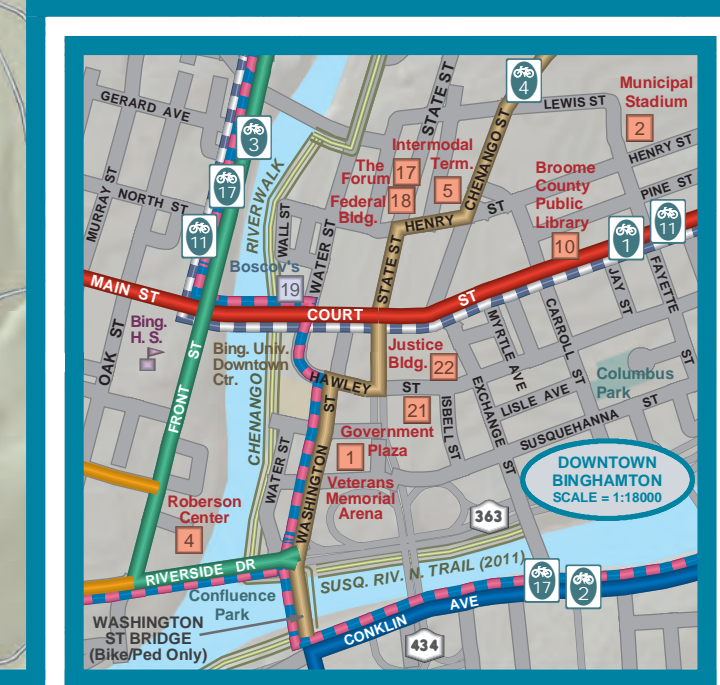 GERARD AVE
MURRAY ST
NORTH ST
3
17
11
RIVERWALK
WALL ST
WATER ST
STATE ST
Intermodal
Term.
5
The
Forum
17
Federal
Bldg.
18
4
CHENANGO ST
LEWIS ST
Municipal
Stadium
2
HENRY ST
PINE ST
Broome
County
Public
Library
10
1
11
HENRY
ST
STATE ST
Boscov's
19
MAIN ST
COURT
ST
OAK ST
Bing.
H. S.
FRONT ST
Bing. Univ.
Downtown
Ctr.
CHENANGO
HAWLEY
ST
Justice
Bldg.
22
21
Government
Plaza
1
Veterans
Memorial
Arena
ISBELL ST
EXCHANGE ST
MYRTLE AVE
LISLE AVE
CARROLL ST
JAY ST
FAYETTE ST
Columbus
Park
SUSQUEHANNA ST
WATER ST
WASHINGTON ST
DOWNTOWN
BINGHAMTON
SCALE = 1:18000
363
Roberson
Center
4
RIVERSIDE DR
Confluence
Park
SUSQ. RIV. N. TRAIL (2011)
WASHINGTON
ST BRIDGE
(Bike/Ped Only)
CONKLIN AVE
17
2
434